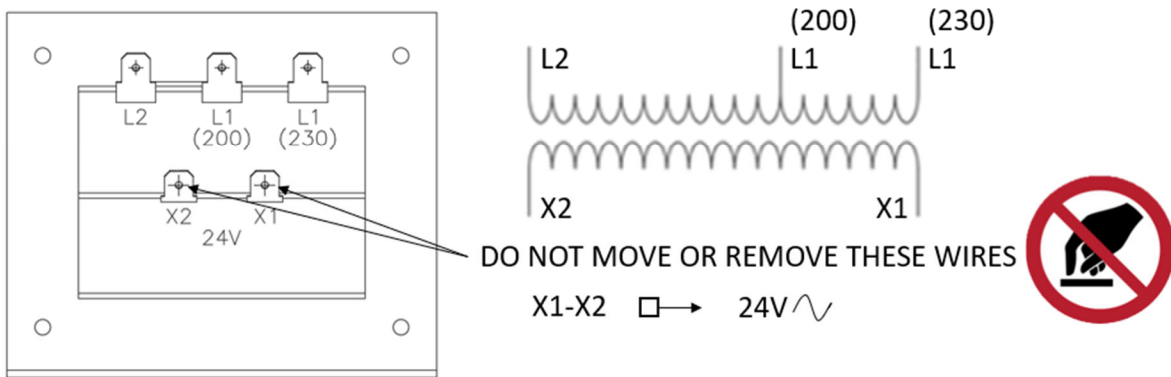 L2
L1
(200)
L1
(230)
X2
X1
24V
(200)
(230)
L2
L1
L1
X2
X1
DO NOT MOVE OR REMOVE THESE WIRES
X1-X2
24V